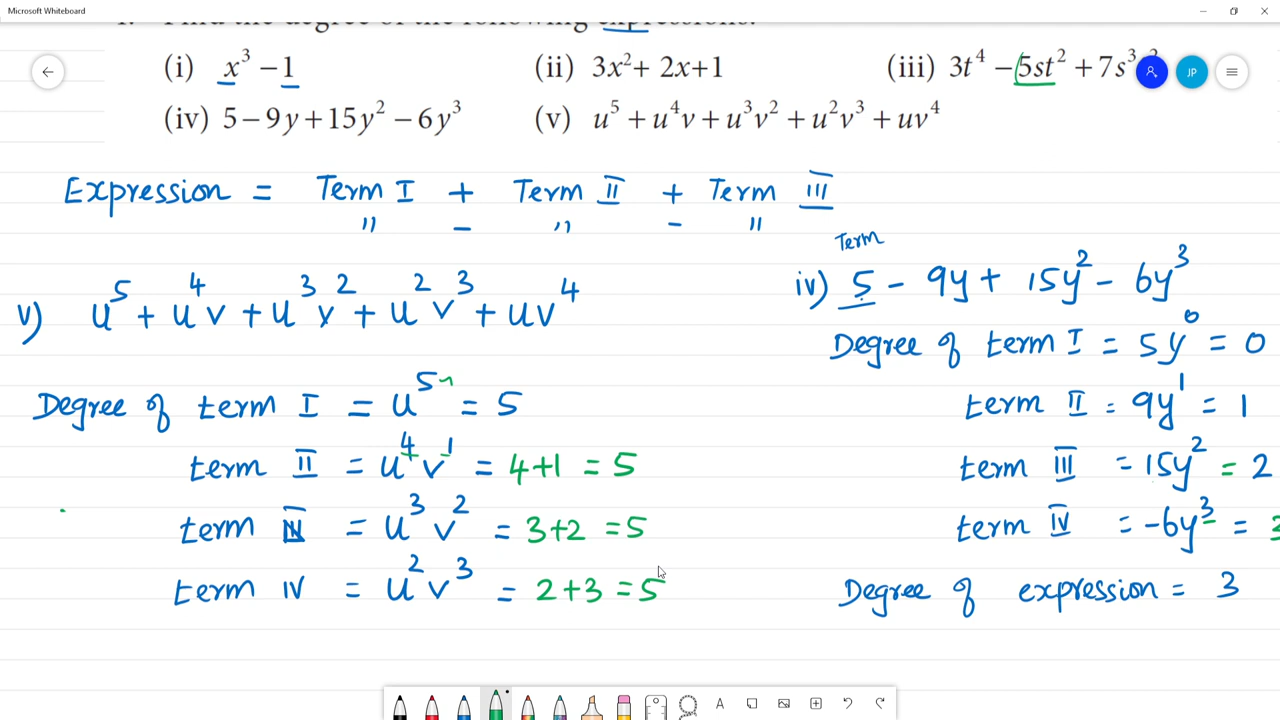 Microsoft Whiteboard
(i) x³ − 1 (ii) 3x² + 2x + 1 (iii) 3t⁴ − 5st² + 7s³
JP
(iv) 5 − 9y + 15y² − 6y³ (v) u⁵ + u⁴v + u³v² + u²v³ + uv⁴
Expression = Term I + Term II + Term III
" − " − "
Term
v) u⁵ + u⁴v + u³v² + u²v³ + uv⁴
Degree of term I = u⁵ = 5
term II = u⁴v¹ = 4+1 = 5
term III = u³v² = 3+2 = 5
term IV = u²v³ = 2+3 = 5
iv) 5 − 9y + 15y² − 6y³
Degree of term I = 5y⁰ = 0
term II = 9y¹ = 1
term III = 15y² = 2
term IV = -6y³ = 3
Degree of expression = 3
A